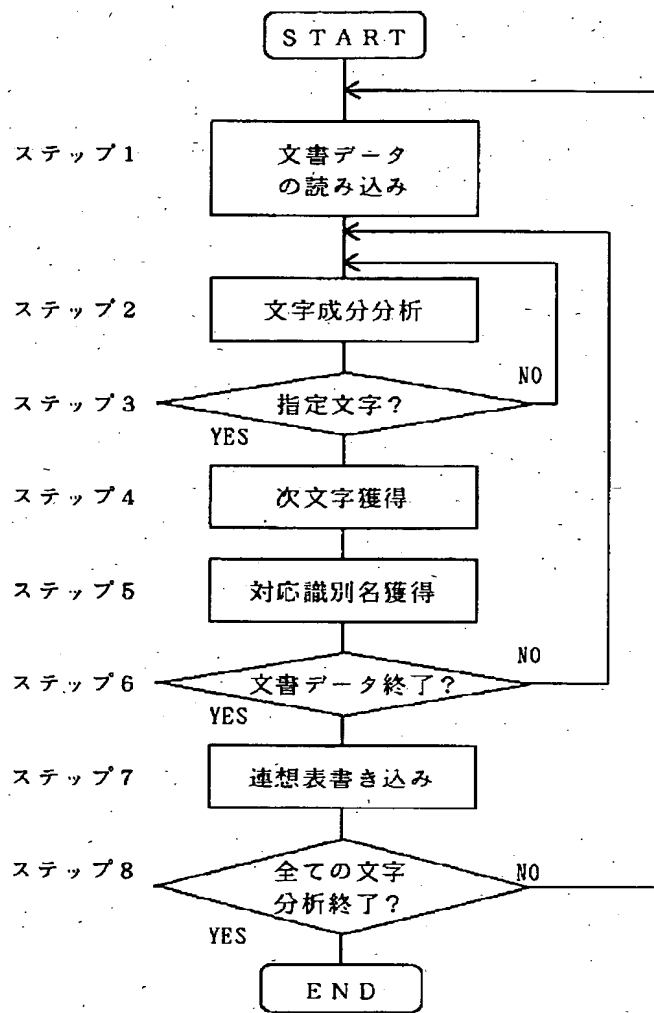 START
ステップ1
文書データ
の読み込み
ステップ2
文字成分分析
ステップ3
指定文字？
NO
YES
ステップ4
次文字獲得
ステップ5
対応識別名獲得
ステップ6
文書データ終了？
NO
YES
ステップ7
連想表書き込み
ステップ8
全ての文字
分析終了？
NO
YES
END